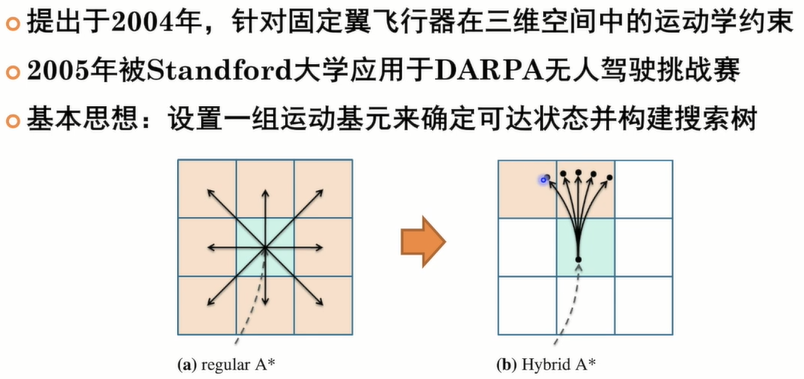 提出于2004年，针对固定翼飞行器在三维空间中的运动学约束
2005年被Standford大学应用于DARPA无人驾驶挑战赛
基本思想：设置一组运动基元来确定可达状态并构建搜索树
(a) regular A*
(b) Hybrid A*